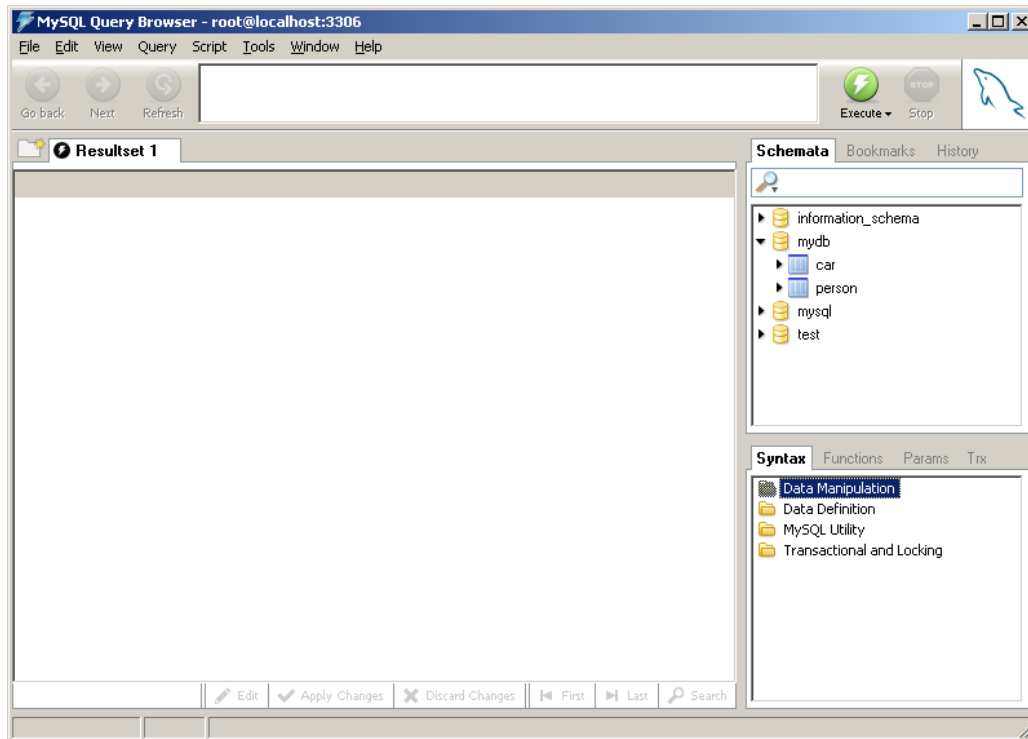 MySQL Query Browser - root@localhost:3306
File Edit View Query Script Tools Window Help
Go back Next Refresh Execute Stop
STOP
Resultset 1
Schemata Bookmarks History
information_schema
mydb
car
person
mysql
test
Syntax Functions Params Trx
Data Manipulation
Data Definition
MySQL Utility
Transactional and Locking
Edit Apply Changes Discard Changes First Last Search